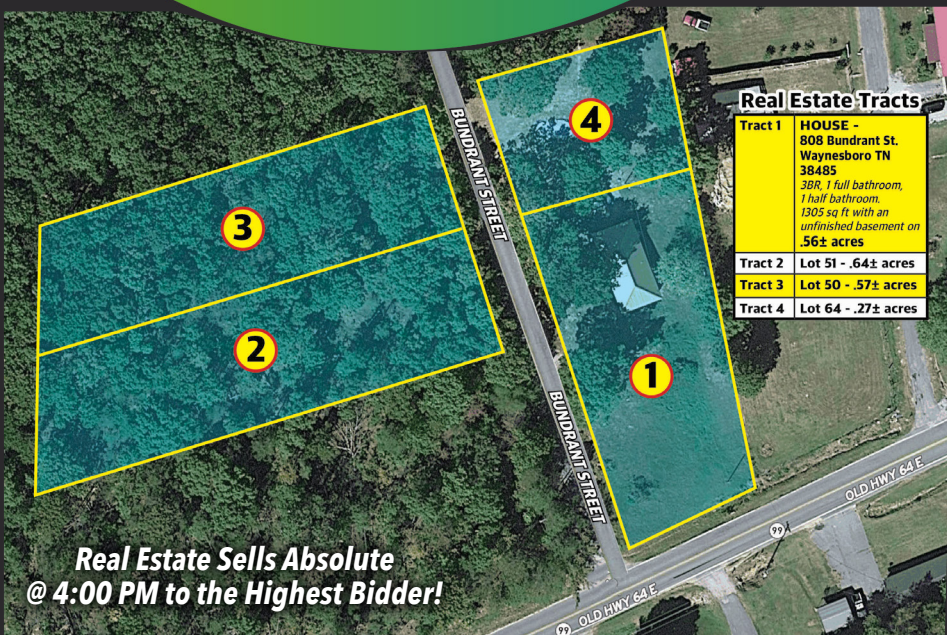 BUNDRANT STREET
4
3
2
1
BUNDRANT STREET
Real Estate Tracts
Tract 1 HOUSE -
808 Bundrant St.
Waynesboro TN
38485
3BR, 1 full bathroom,
1 half bathroom.
1305 sq ft with an
unfinished basement on
.56± acres
Tract 2 Lot 51 - .64± acres
Tract 3 Lot 50 - .57± acres
Tract 4 Lot 64 - .27± acres
OLD HWY 64 E
99
OLD HWY 64 E
99
Real Estate Sells Absolute
@ 4:00 PM to the Highest Bidder!